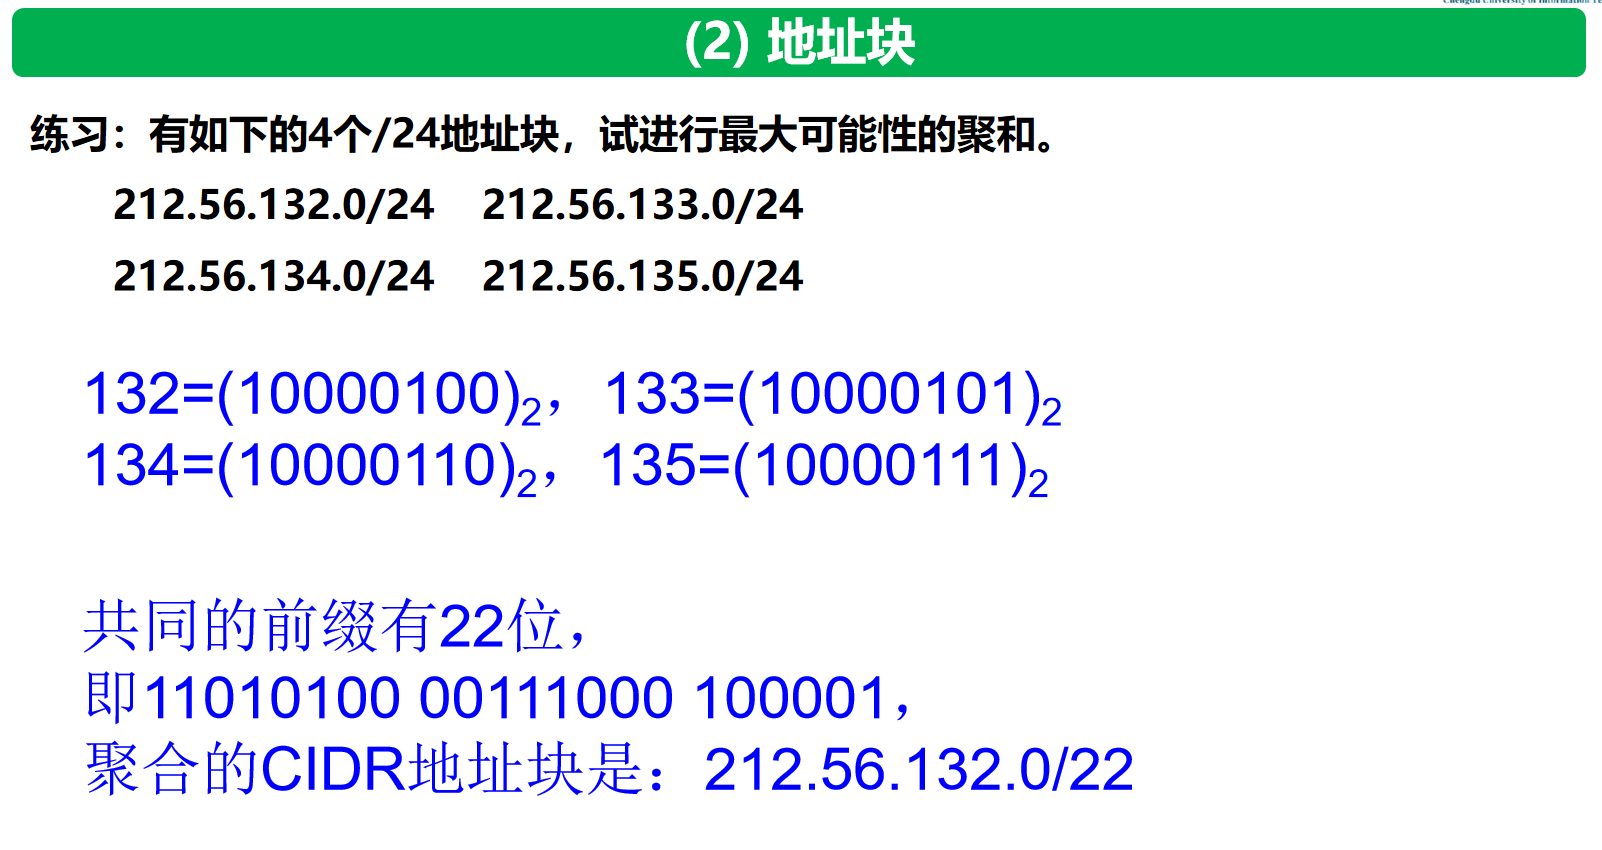 (2) 地址块
练习：有如下的4个/24地址块，试进行最大可能性的聚和。
212.56.132.0/24 212.56.133.0/24
212.56.134.0/24 212.56.135.0/24
132=(10000100)2，133=(10000101)2
134=(10000110)2，135=(10000111)2
共同的前缀有22位，
即11010100 00111000 100001，
聚合的CIDR地址块是：212.56.132.0/22